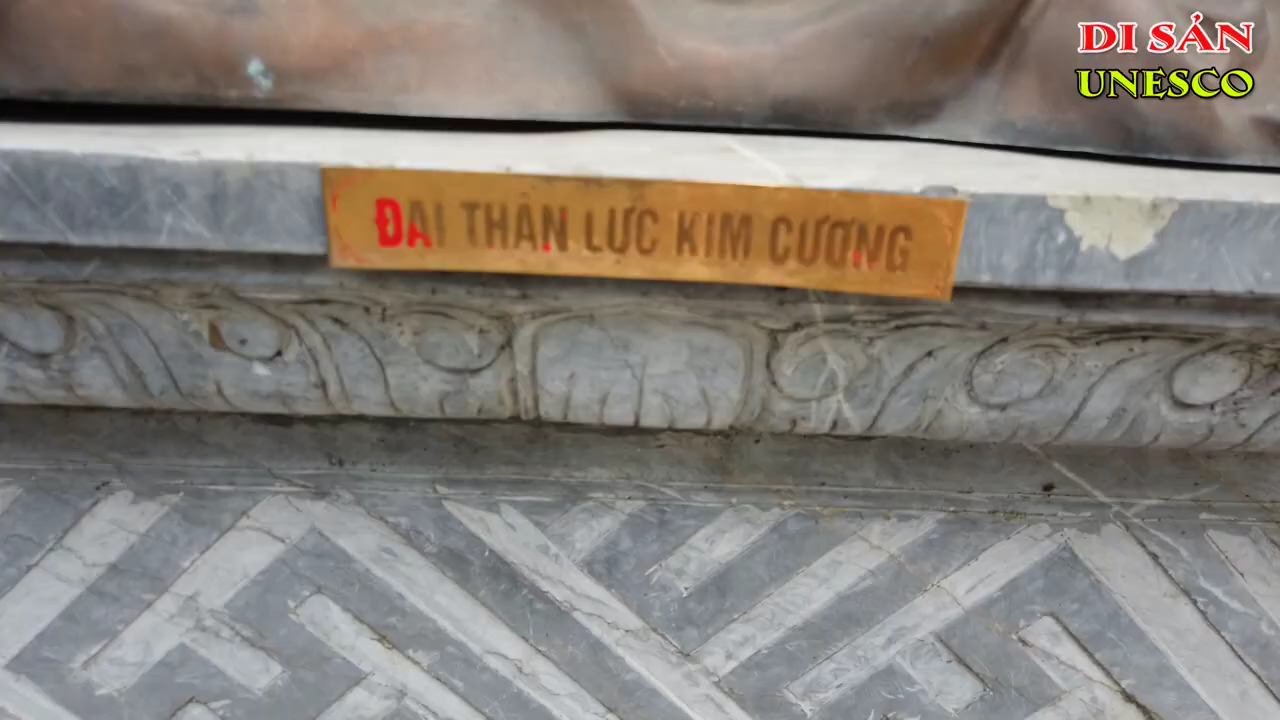 DI SẢN
UNESCO
ĐẠI THẦN LỰC KIM CƯƠNG